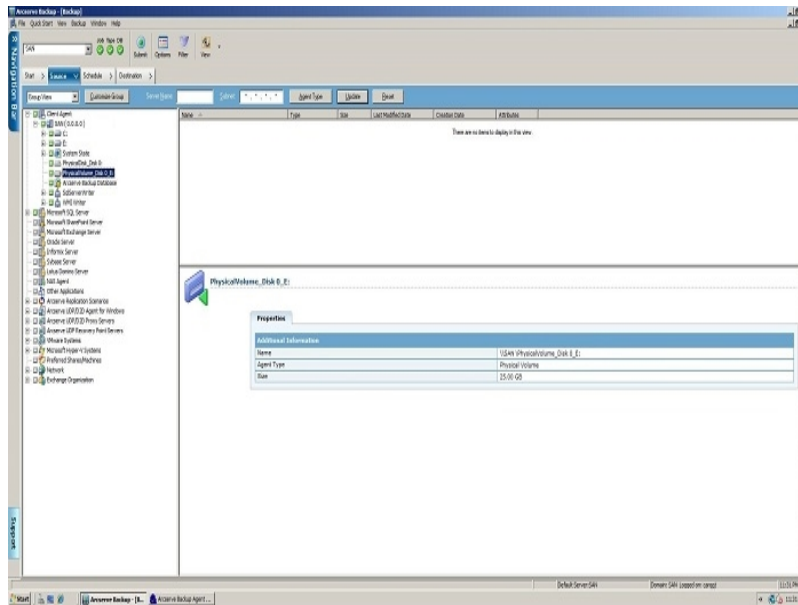 Arcserve Backup - [Backup]
File Quick Start View Backup Window Help
Navigation Bar
SAN
Job Tape DB
Submit Options Filter View
Start > Source Schedule > Destination >
Group View Customize Group Server Name Subnet Agent Type Update Reset
Client Agent
SAN
C:
E:
System State
PhysicalDisk_Disk 0
PhysicalVolume_Disk 0_E:
Arcserve Backup Database
SqlServerWriter
WMI Writer
Microsoft SQL Server
Microsoft SharePoint Server
Microsoft Exchange Server
Oracle Server
Informix Server
Sybase Server
Lotus Domino Server
NAS Agent
Other Applications
Arcserve Replication Scenarios
Arcserve UDP/D2D Agent for Windows
Arcserve UDP/D2D Proxy Servers
Arcserve UDP Recovery Point Servers
VMware Systems
Microsoft Hyper-V Systems
Preferred Shares/Machines
Network
Exchange Organization
Name Type Size Last Modified Date Creation Date Attributes
There are no items to display in this view.
PhysicalVolume_Disk 0_E:
Properties
Additional Information
Name \\SAN\PhysicalVolume_Disk 0_E:
Agent Type Physical Volume
Size 25.00 GB
Support
Default Server:SAN Domain: SAN Logged on: 11:51 PM
Start Arcserve Backup - [B... Arcserve Backup Agent ...